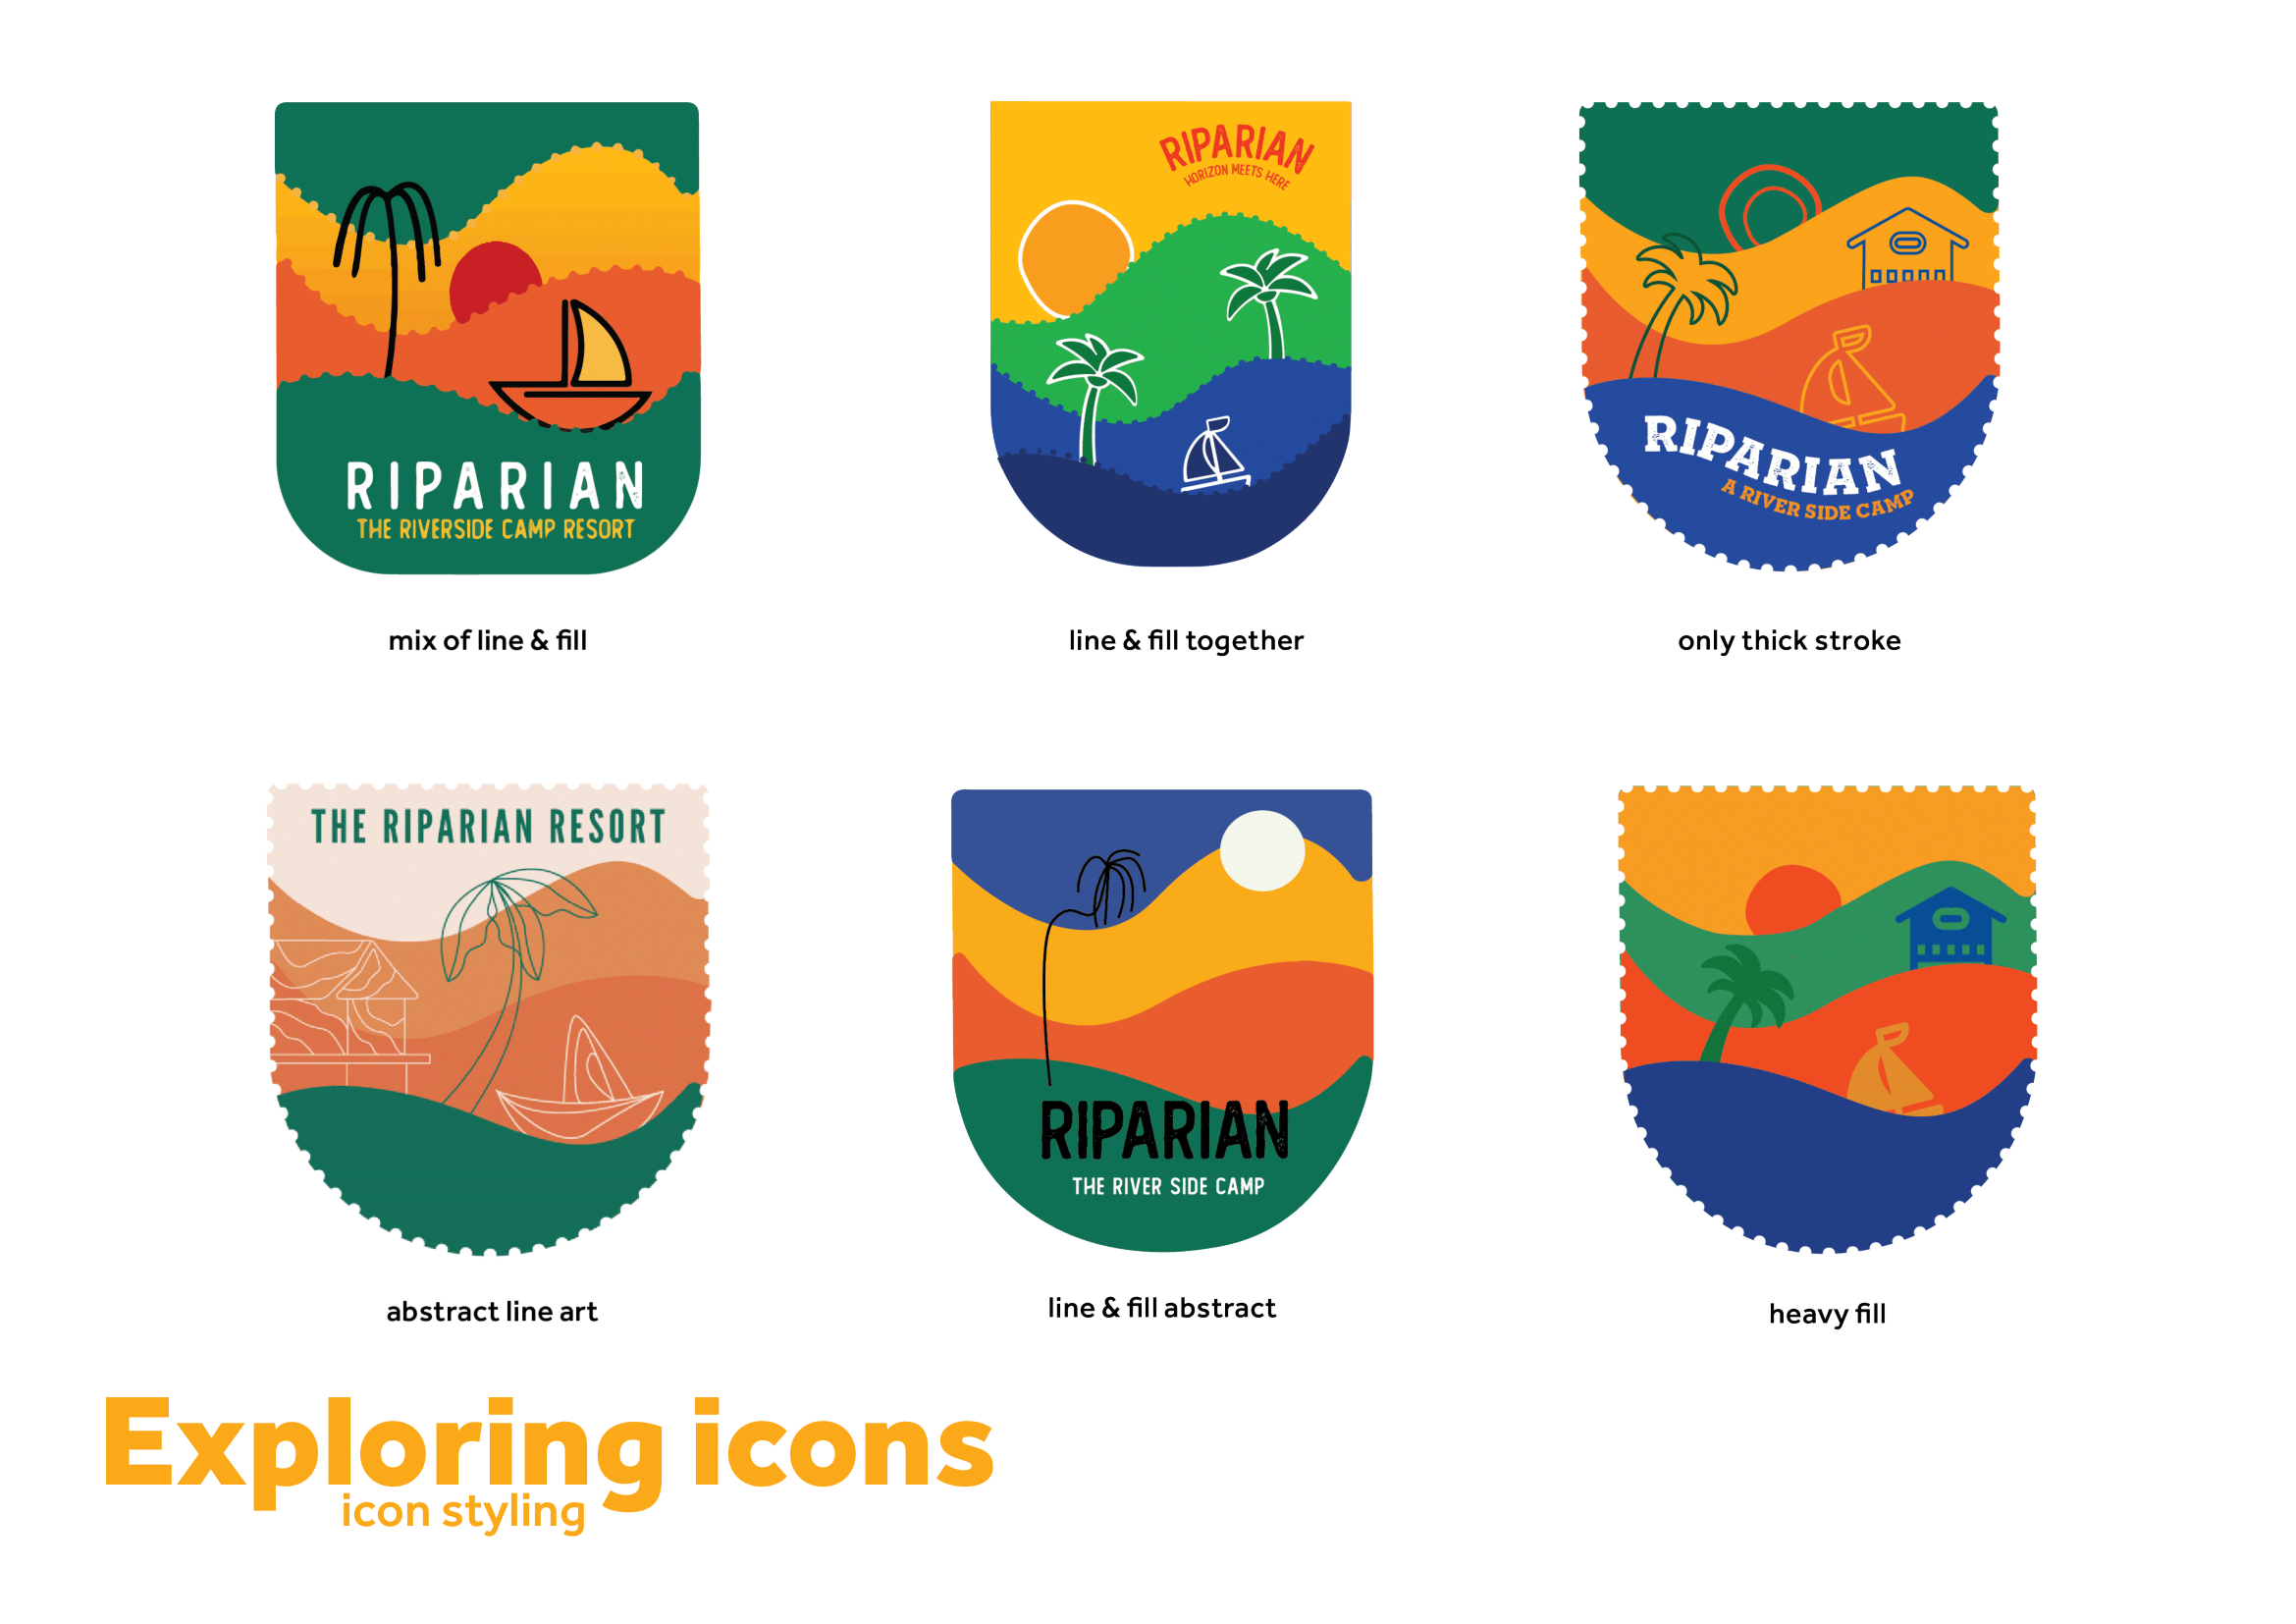 RIPARIAN
THE RIVERSIDE CAMP RESORT
mix of line & fill
RIPARIAN
HORIZON MEETS HERE
line & fill together
RIPARIAN
A RIVER SIDE CAMP
only thick stroke
THE RIPARIAN RESORT
abstract line art
RIPARIAN
THE RIVER SIDE CAMP
line & fill abstract
heavy fill
Exploring icons
icon styling